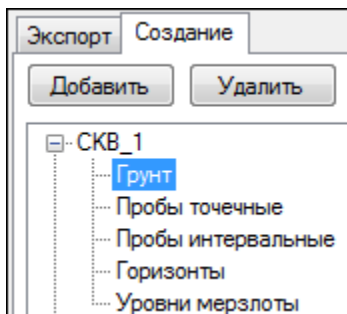 Экспорт Создание
Добавить Удалить
СКВ_1
Грунт
Пробы точечные
Пробы интервальные
Горизонты
Уровни мерзлоты